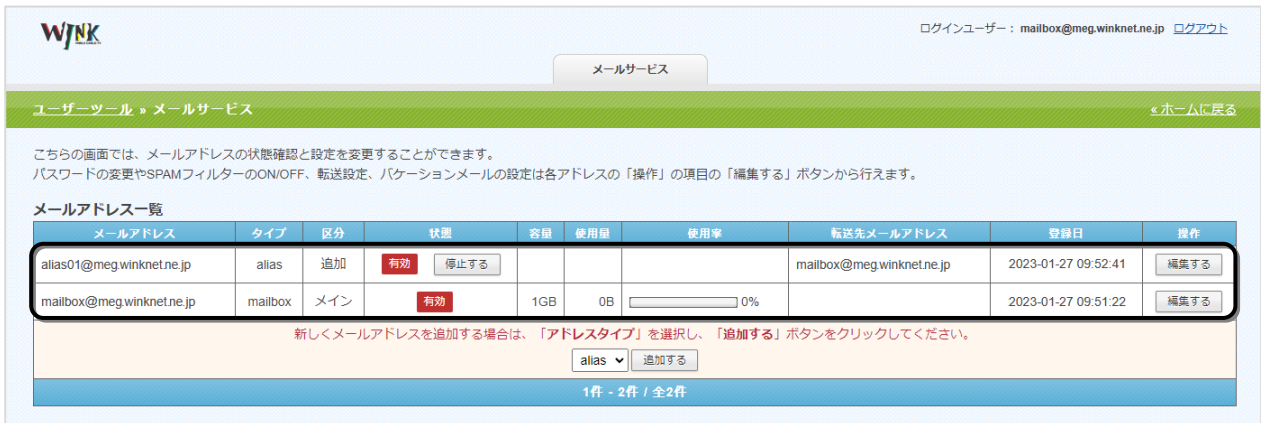 WINK
ログインユーザー： mailbox@meg.winknet.ne.jp ログアウト
メールサービス
ユーザーツール » メールサービス
«ホームに戻る
こちらの画面では、メールアドレスの状態確認と設定を変更することができます。
パスワードの変更やSPAMフィルターのON/OFF、転送設定、バケーションメールの設定は各アドレスの「操作」の項目の「編集する」ボタンから行えます。
メールアドレス一覧
メールアドレス タイプ 区分 状態 容量 使用量 使用率 転送先メールアドレス 登録日 操作
alias01@meg.winknet.ne.jp alias 追加 有効 停止する mailbox@meg.winknet.ne.jp 2023-01-27 09:52:41 編集する
mailbox@meg.winknet.ne.jp mailbox メイン 有効 1GB 0B 0% 2023-01-27 09:51:22 編集する
新しくメールアドレスを追加する場合は、「アドレスタイプ」を選択し、「追加する」ボタンをクリックしてください。
alias 追加する
1件 - 2件 / 全2件